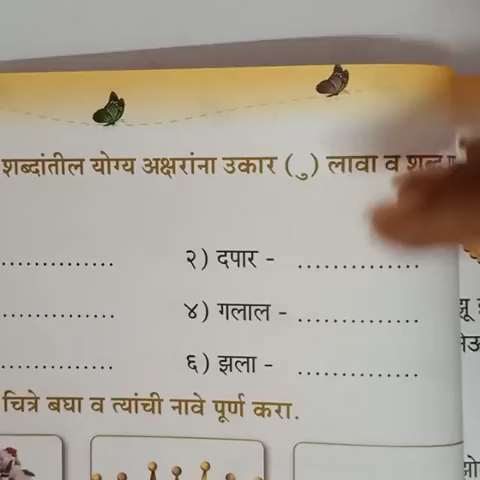 शब्दांतील योग्य अक्षरांना उकार ( ु ) लावा व
.............. २) दपार - ...............
.............. ४) गलाल - ...............
.............. ६) झला - ...............
चित्रे बघा व त्यांची नावे पूर्ण करा.